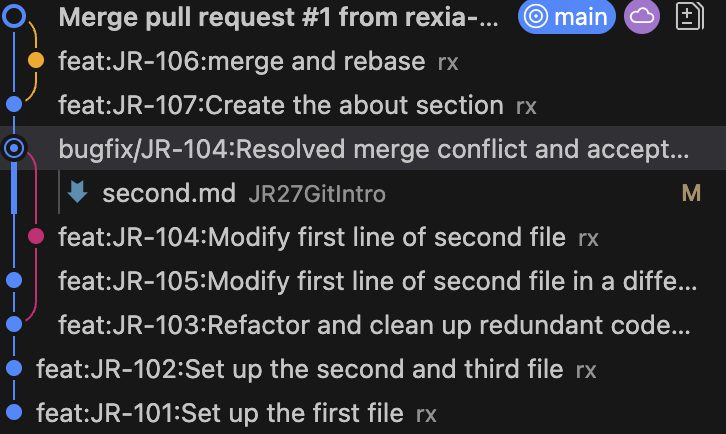 Merge pull request #1 from rexia-... main
feat:JR-106:merge and rebase rx
feat:JR-107:Create the about section rx
bugfix/JR-104:Resolved merge conflict and accept...
second.md JR27GitIntro M
feat:JR-104:Modify first line of second file rx
feat:JR-105:Modify first line of second file in a diffe...
feat:JR-103:Refactor and clean up redundant code...
feat:JR-102:Set up the second and third file rx
feat:JR-101:Set up the first file rx